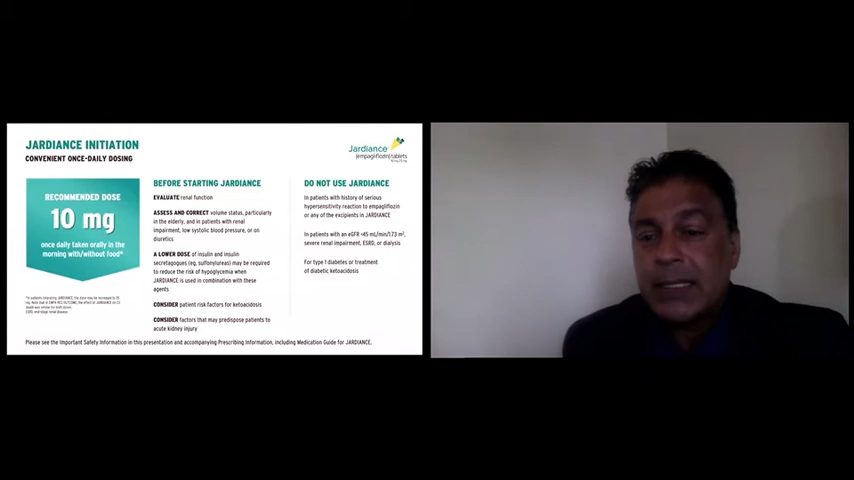 JARDIANCE INITIATION
CONVENIENT ONCE-DAILY DOSING
Jardiance
(empagliflozin) tablets
RECOMMENDED DOSE
10 mg
once daily taken orally in the
morning with/without food*
BEFORE STARTING JARDIANCE
EVALUATE renal function
ASSESS AND CORRECT volume status, particularly
in the elderly, and in patients with renal
impairment, low systolic blood pressure, or on
diuretics
A LOWER DOSE of insulin and insulin
secretagogues (eg, sulfonylureas) may be required
to reduce the risk of hypoglycemia when
JARDIANCE is used in combination with these
agents
CONSIDER patient risk factors for ketoacidosis
CONSIDER factors that may predispose patients to
acute kidney injury
DO NOT USE JARDIANCE
In patients with history of serious
hypersensitivity reaction to empagliflozin
or any of the excipients in JARDIANCE
In patients with an eGFR <45 mL/min/1.73 m²,
severe renal impairment, ESRD, or dialysis
For type 1 diabetes or treatment
of diabetic ketoacidosis
ESRD, end-stage renal disease.
Please see the Important Safety Information in this presentation and accompanying Prescribing Information, including Medication Guide for JARDIANCE.